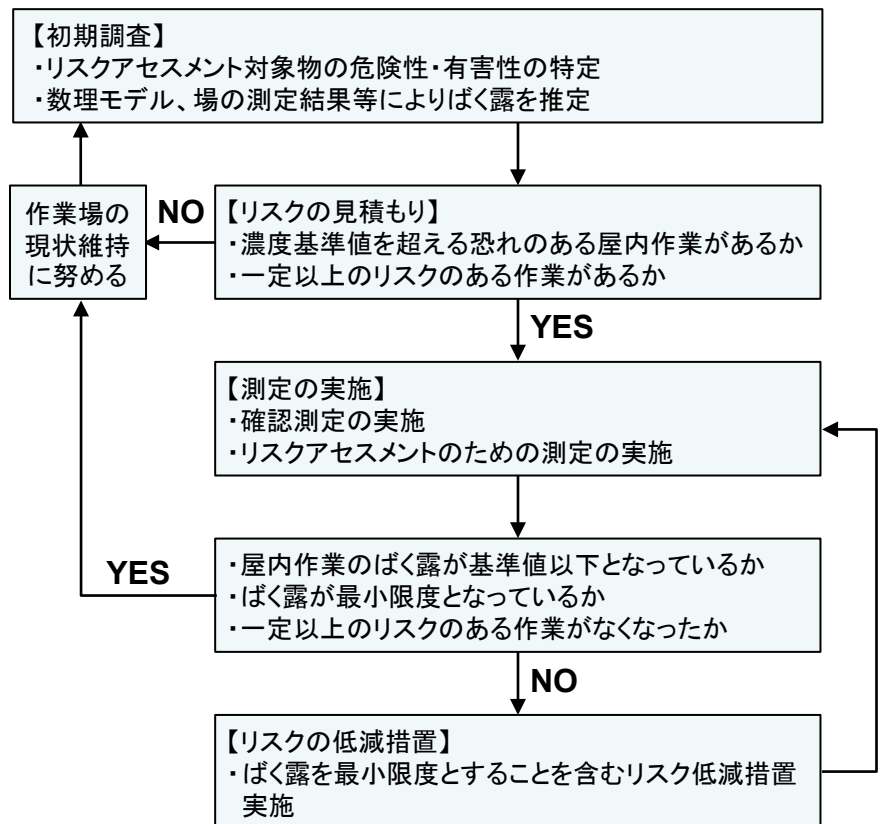 【初期調査】
・リスクアセスメント対象物の危険性・有害性の特定
・数理モデル、場の測定結果等によりばく露を推定
作業場の
現状維持
に努める
NO
【リスクの見積もり】
・濃度基準値を超える恐れのある屋内作業があるか
・一定以上のリスクのある作業があるか
YES
【測定の実施】
・確認測定の実施
・リスクアセスメントのための測定の実施
YES
・屋内作業のばく露が基準値以下となっているか
・ばく露が最小限度となっているか
・一定以上のリスクのある作業がなくなったか
NO
【リスクの低減措置】
・ばく露を最小限度とすることを含むリスク低減措置
実施